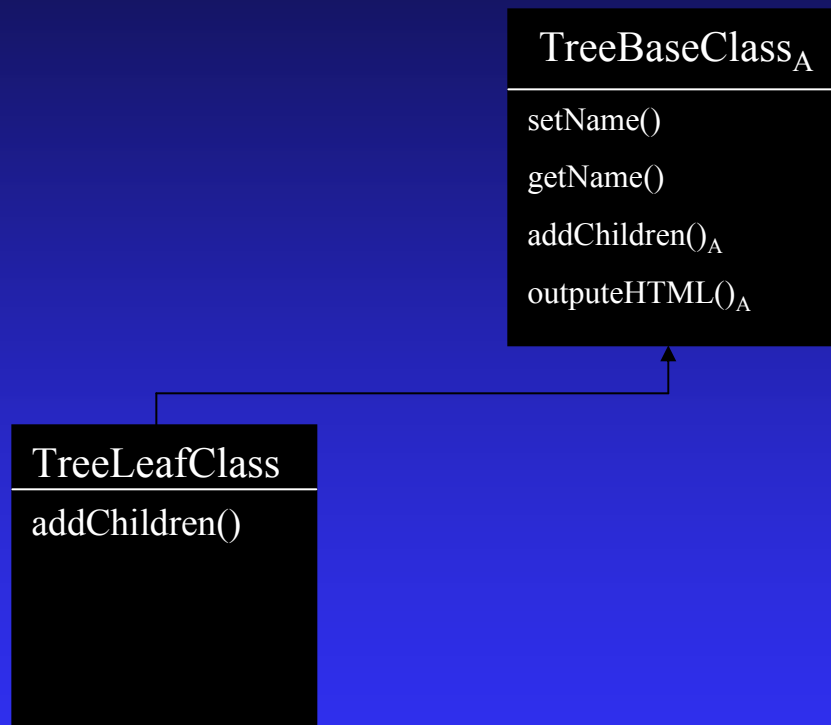 TreeBaseClassA
setName()
getName()
addChildren()A
outputeHTML()A
TreeLeafClass
addChildren()